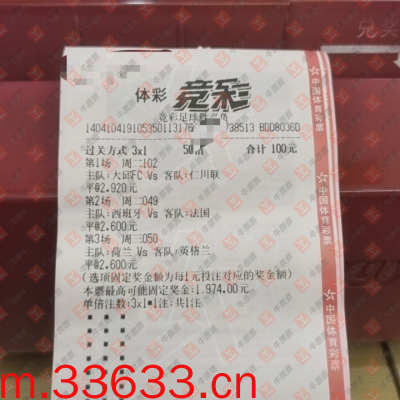 体彩 竞彩
竞彩足球
过关方式 3x1 50倍 合计 100元
第1场 周二102
主队:大邱FC Vs 客队:仁川联
平@2.920元
第2场 周二049
主队:西班牙 Vs 客队:法国
平@2.600元
第3场 周二050
主队:荷兰 Vs 客队:英格兰
平@2.600元
(选项固定奖金额为每1元投注对应的奖金额)
本票最高可能固定奖金:1,974.00元
单倍注数:3x1*1注;共1注
中国体育彩票
中国体育彩票
中国体育彩票
m.33633.cn